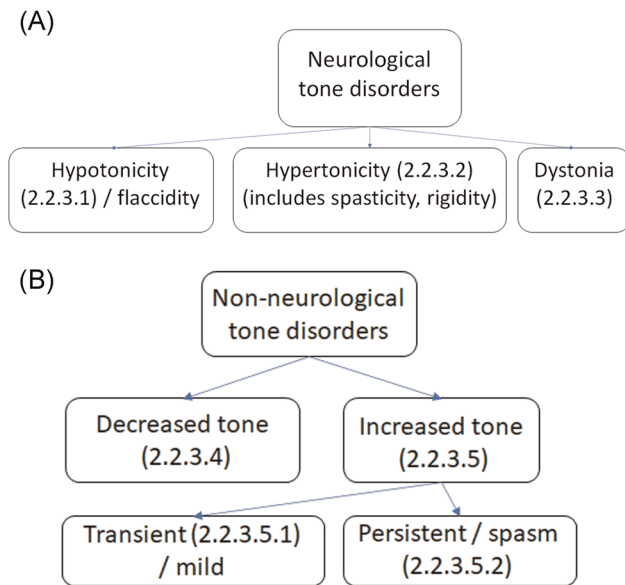 (A)
Neurological
tone disorders
Hypotonicity
(2.2.3.1) / flaccidity
Hypertonicity (2.2.3.2)
(includes spasticity, rigidity)
Dystonia
(2.2.3.3)
(B)
Non-neurological
tone disorders
Decreased tone
(2.2.3.4)
Increased tone
(2.2.3.5)
Transient (2.2.3.5.1)
/ mild
Persistent / spasm
(2.2.3.5.2)